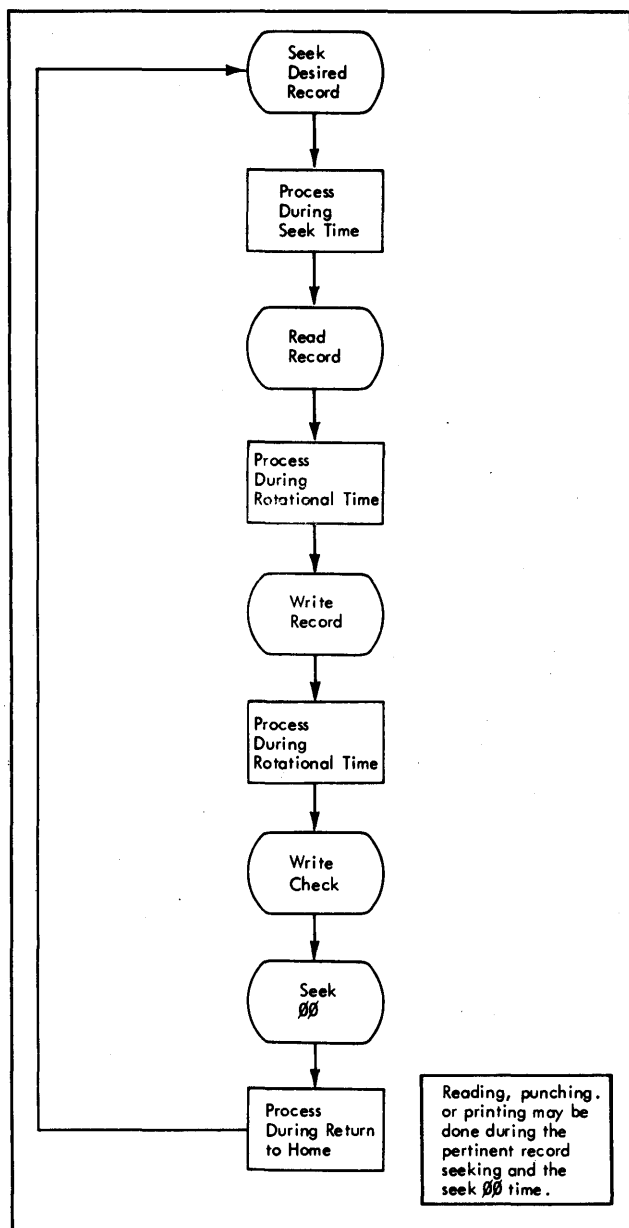 Seek
Desired
Record
Process
During
Seek Time
Read
Record
Process
During
Rotational Time
Write
Record
Process
During
Rotational Time
Write
Check
Seek
ØØ
Process
During Return
to Home
Reading, punching.
or printing may be
done during the
pertinent record
seeking and the
seek ØØ time.